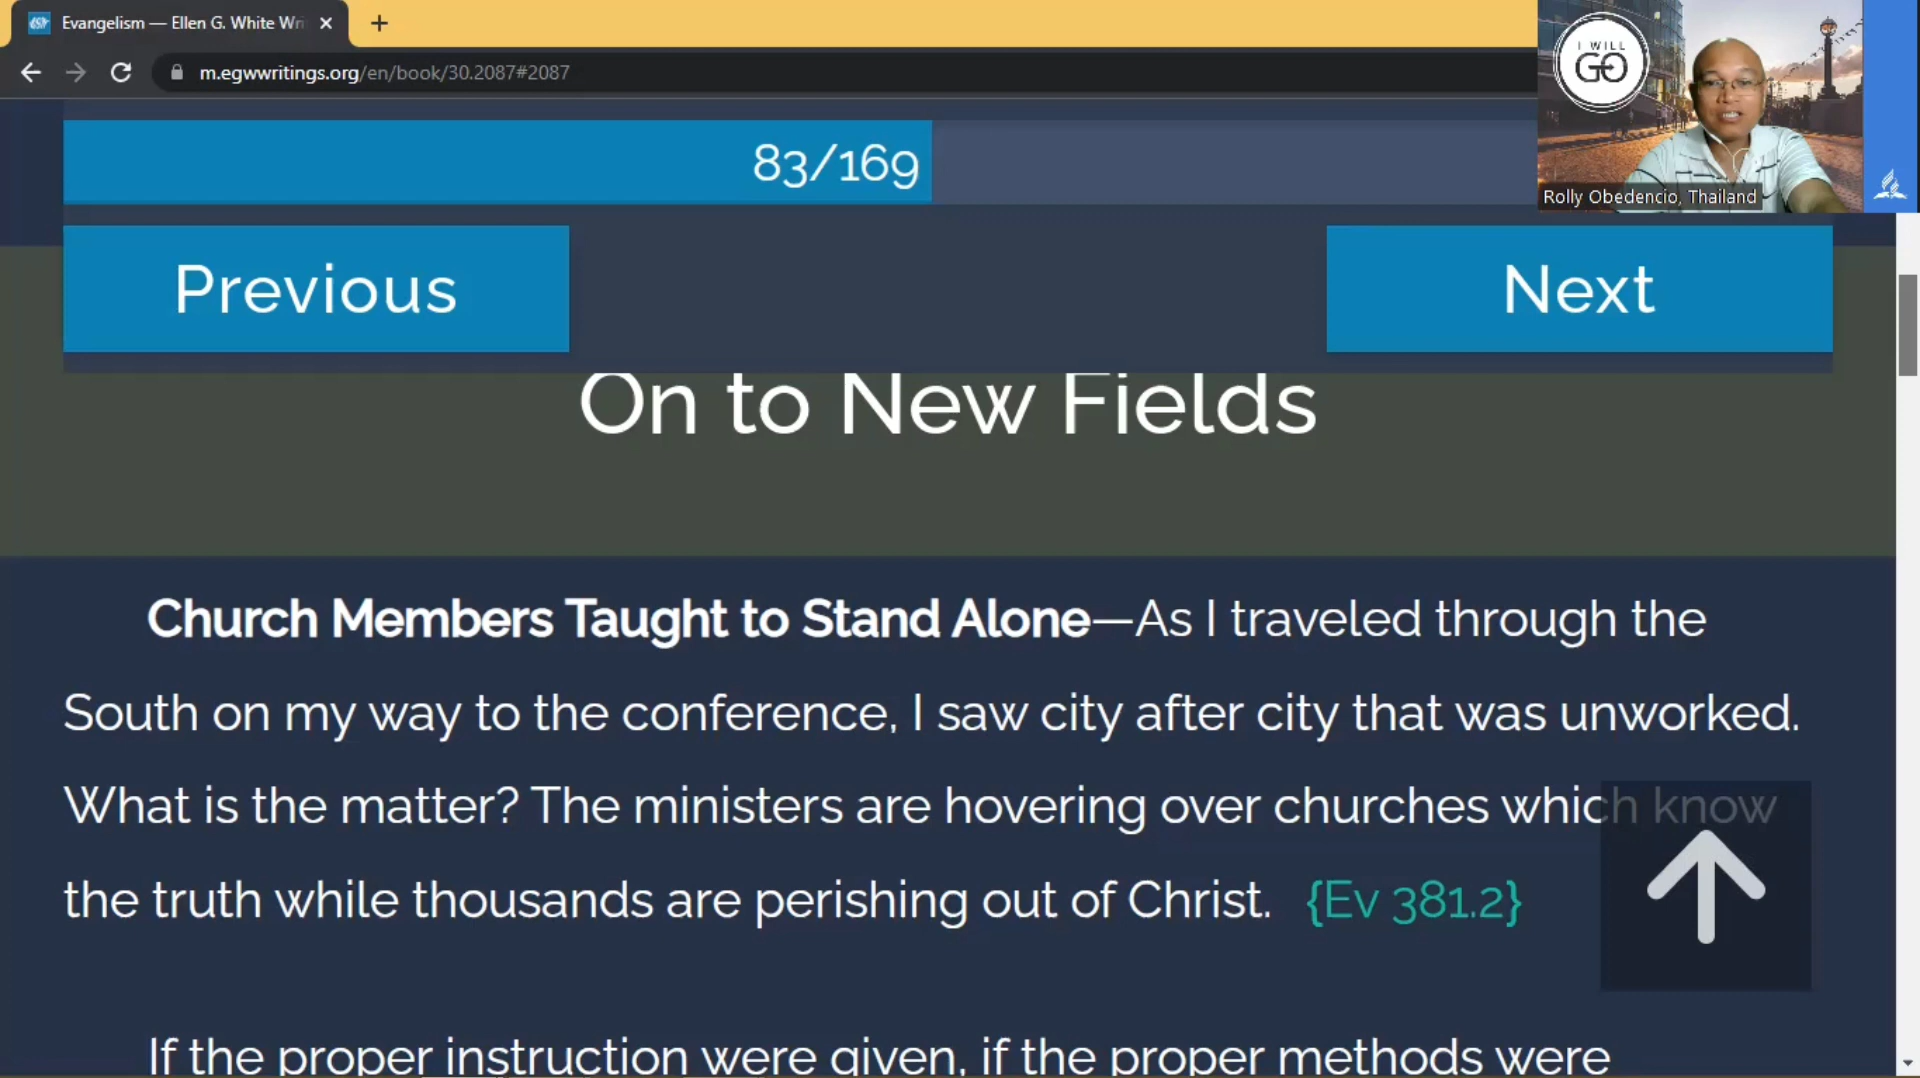 Evangelism — Ellen G. White Wri
m.egwwritings.org/en/book/30.2087#2087
I WILL
GO
Rolly Obedencio, Thailand
83/169
Previous
Next
On to New Fields
Church Members Taught to Stand Alone—As I traveled through the
South on my way to the conference, I saw city after city that was unworked.
What is the matter? The ministers are hovering over churches which know
the truth while thousands are perishing out of Christ. {Ev 381.2}
If the proper instruction were given, if the proper methods were